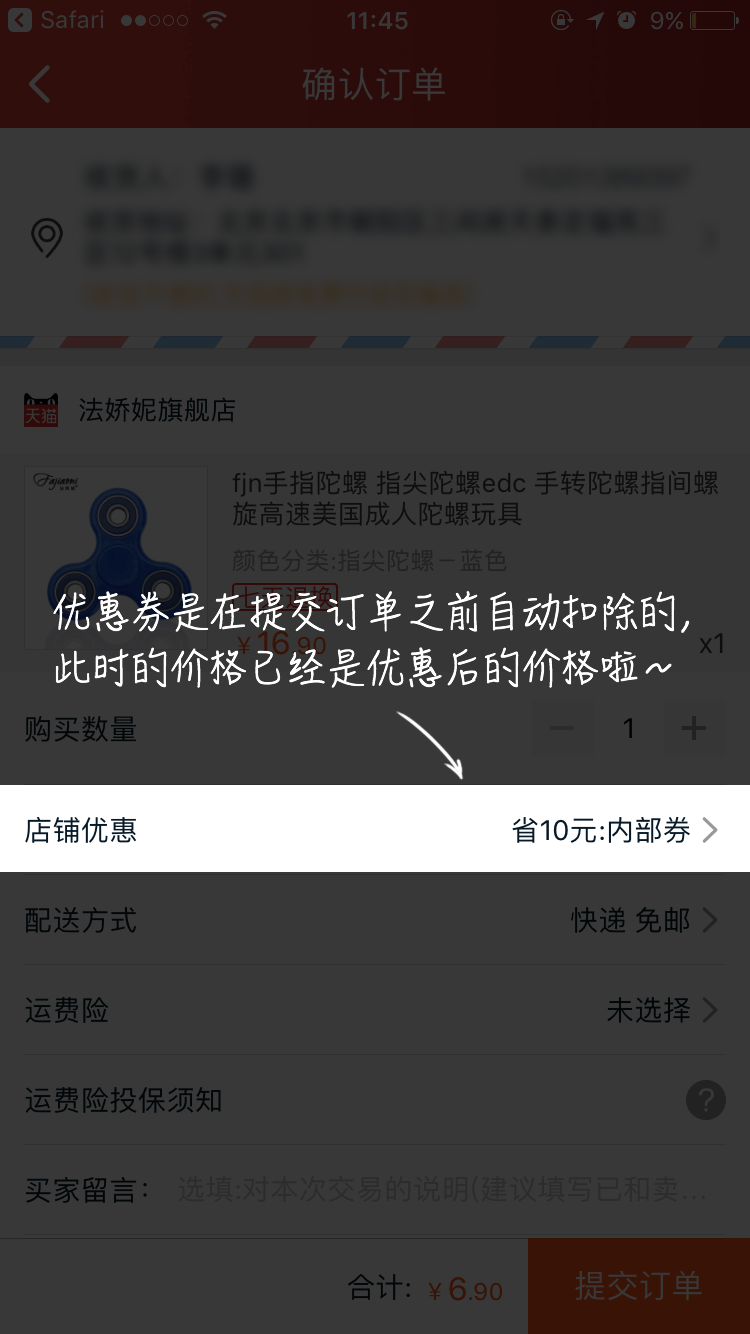 Safari 11:45 9%
确认订单
天猫 法娇妮旗舰店
Fajiaoni
fjn手指陀螺 指尖陀螺edc 手转陀螺指间螺
旋高速美国成人陀螺玩具
颜色分类:指尖陀螺－蓝色
七天退换
优惠券是在提交订单之前自动扣除的,
¥16.90 x1
此时的价格已经是优惠后的价格啦~
购买数量 1
店铺优惠 省10元:内部券
配送方式 快递 免邮
运费险 未选择
运费险投保须知 ?
买家留言: 选填:对本次交易的说明(建议填写已和卖...
合计: ¥6.90 提交订单